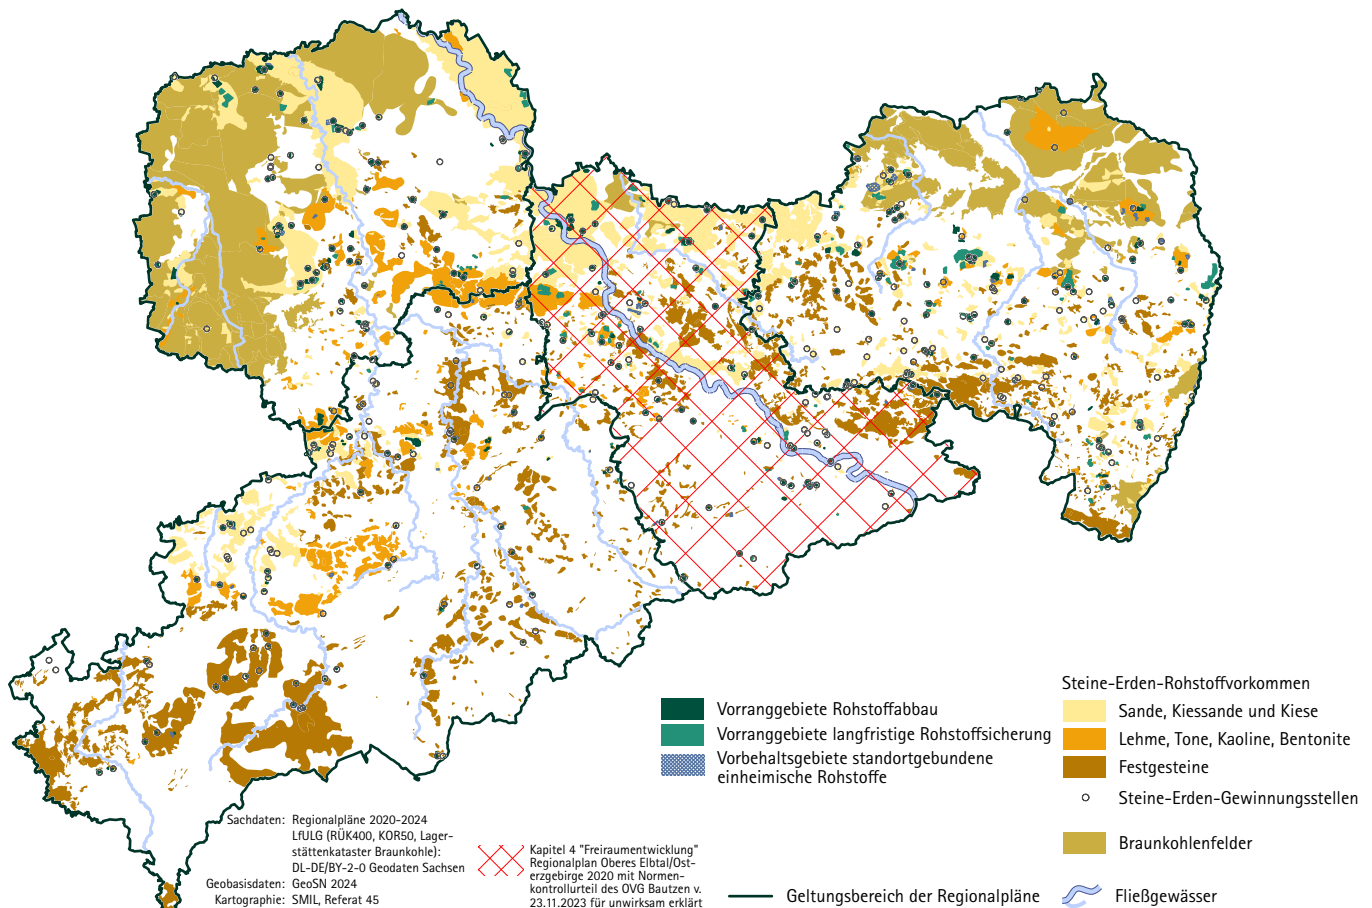 Vorranggebiete Rohstoffabbau
Vorranggebiete langfristige Rohstoffsicherung
Vorbehaltsgebiete standortgebundene
einheimische Rohstoffe
Steine-Erden-Rohstoffvorkommen
Sande, Kiessande und Kiese
Lehme, Tone, Kaoline, Bentonite
Festgesteine
Steine-Erden-Gewinnungsstellen
Braunkohlenfelder
Sachdaten: Regionalpläne 2020-2024
LfULG (RÜK400, KOR50, Lager-
stättenkataster Braunkohle):
DL-DE/BY-2-0 Geodaten Sachsen
Geobasisdaten: GeoSN 2024
Kartographie: SMIL, Referat 45
Kapitel 4 "Freiraumentwicklung"
Regionalplan Oberes Elbtal/Ost-
erzgebirge 2020 mit Normen-
kontrollurteil des OVG Bautzen v.
23.11.2023 für unwirksam erklärt
Geltungsbereich der Regionalpläne
Fließgewässer